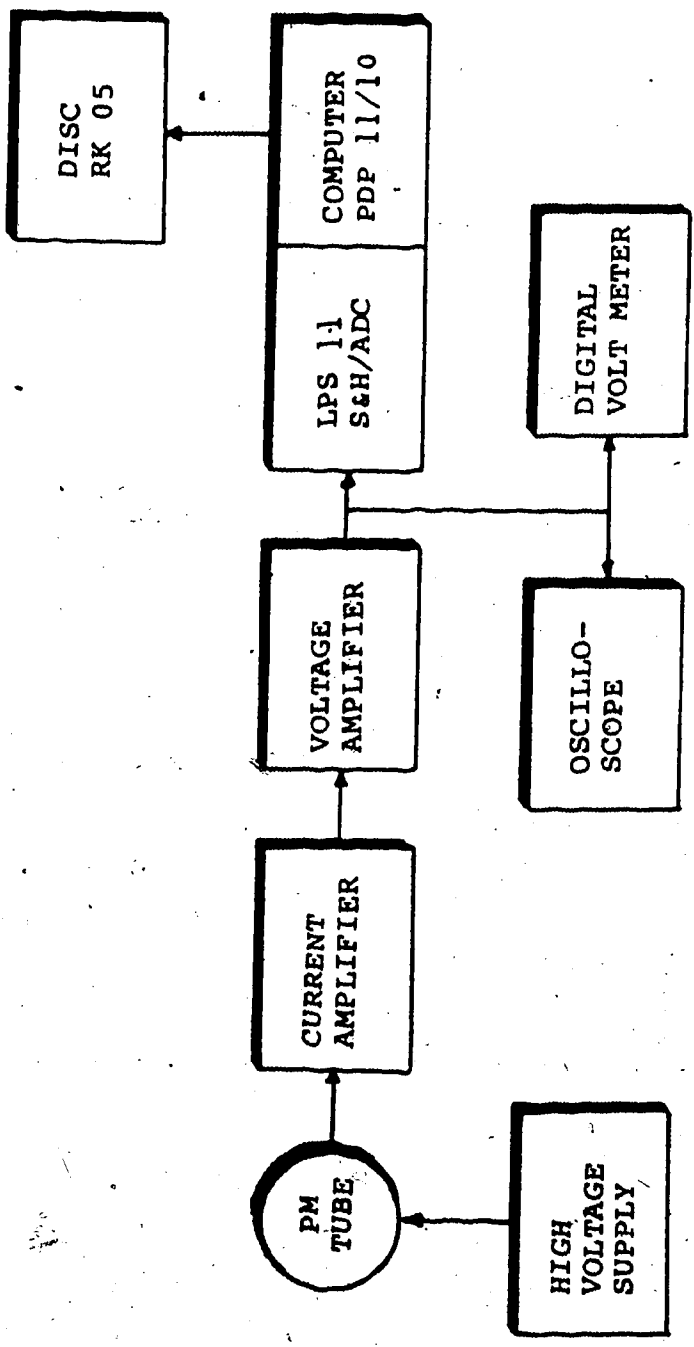 HIGH
VOLTAGE
SUPPLY
PM
TUBE
CURRENT
AMPLIFIER
VOLTAGE
AMPLIFIER
OSCILLO-
SCOPE
DIGITAL
VOLT METER
LPS 11
S&H/ADC
COMPUTER
PDP 11/10
DISC
RK 05